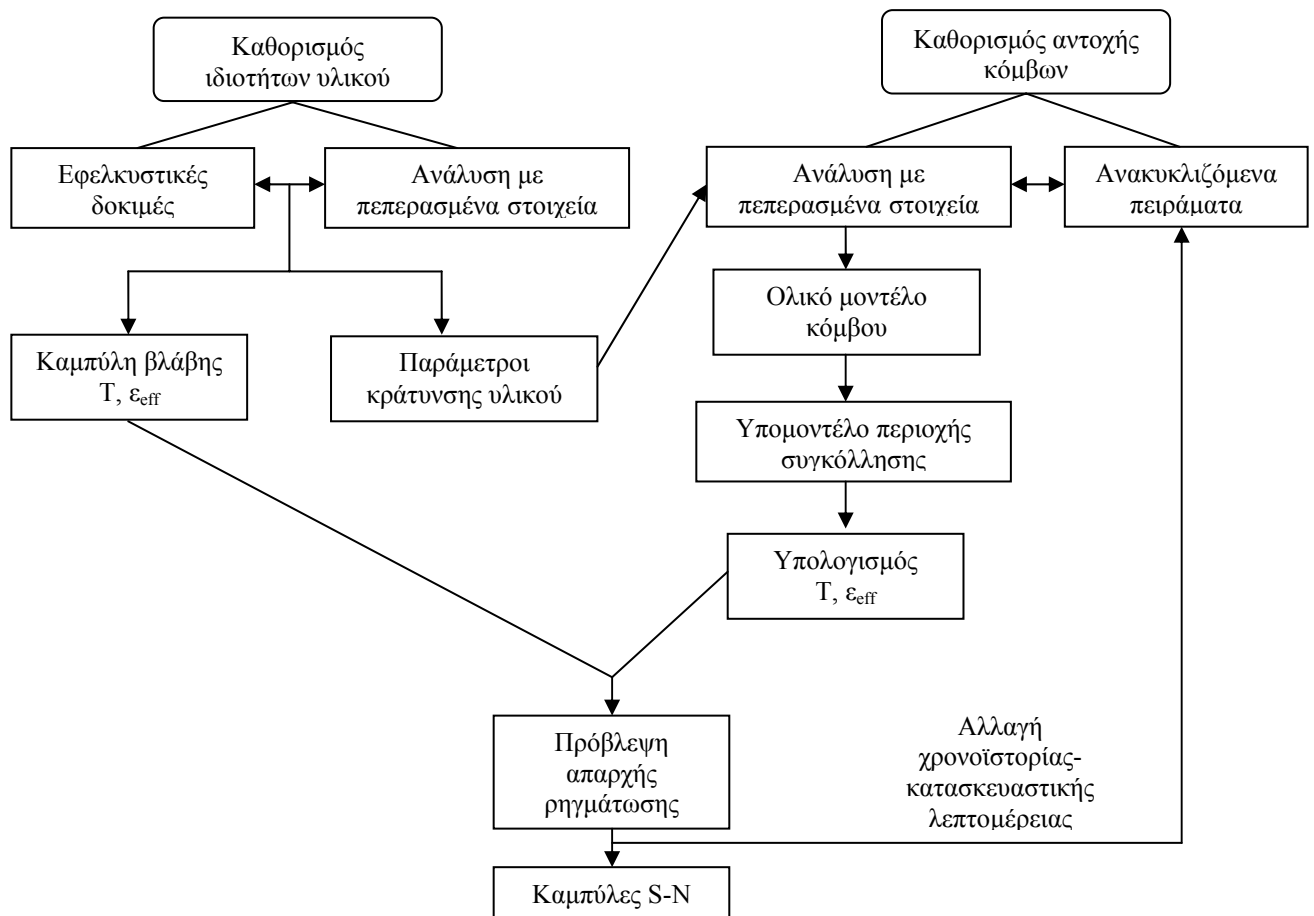 Καθορισμός
ιδιοτήτων υλικού
Καθορισμός αντοχής
κόμβων
Εφελκυστικές
δοκιμές
Ανάλυση με
πεπερασμένα στοιχεία
Ανάλυση με
πεπερασμένα στοιχεία
Ανακυκλιζόμενα
πειράματα
Ολικό μοντέλο
κόμβου
Καμπύλη βλάβης
T, εeff
Παράμετροι
κράτυνσης υλικού
Υπομοντέλο περιοχής
συγκόλλησης
Υπολογισμός
T, εeff
Πρόβλεψη
απαρχής
ρηγμάτωσης
Αλλαγή
χρονοϊστορίας-
κατασκευαστικής
λεπτομέρειας
Καμπύλες S-N